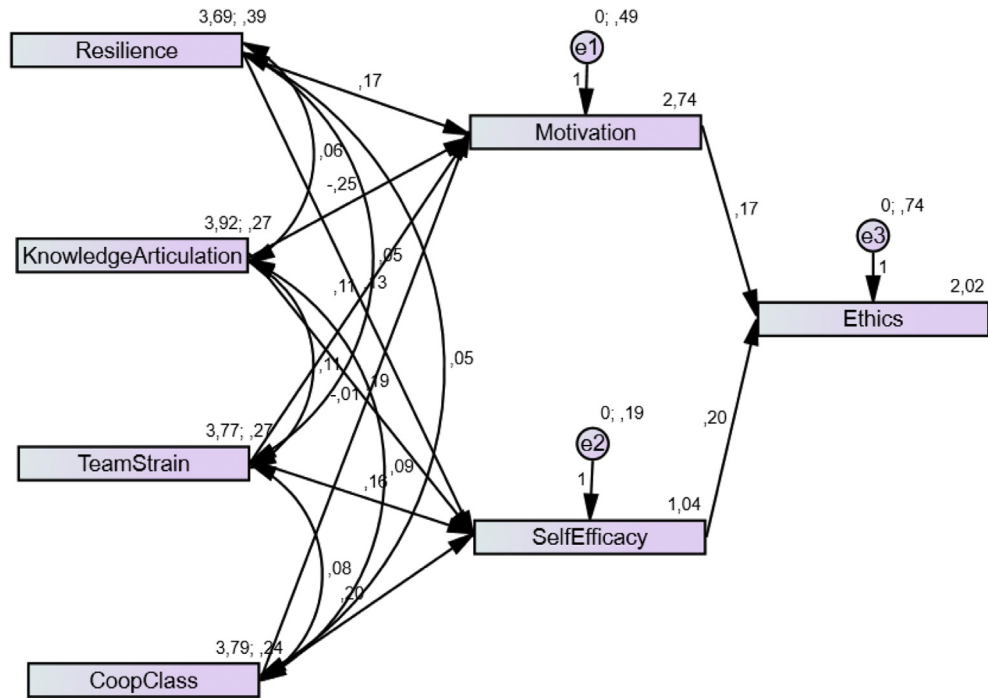 3,69; ,39
Resilience
0; ,49
e1
1
,17
2,74
Motivation
,06
-,25
,17
0; ,74
e3
1
2,02
Ethics
3,92; ,27
KnowledgeArticulation
,05
,11
,13
,05
,11
,19
-,01
0; ,19
e2
1
,20
3,77; ,27
TeamStrain
,09
,16
1,04
SelfEfficacy
,08
,20
3,79; ,24
CoopClass